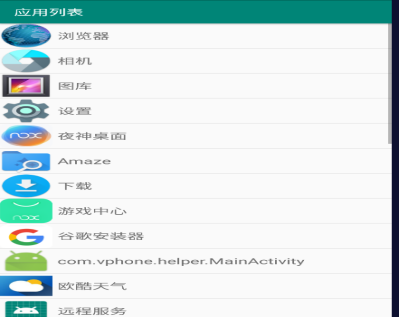 应用列表
浏览器
相机
图库
设置
nox
夜神桌面
Amaze
下载
nox
游戏中心
谷歌安装器
com.vphone.helper.MainActivity
欧酷天气
远程服务